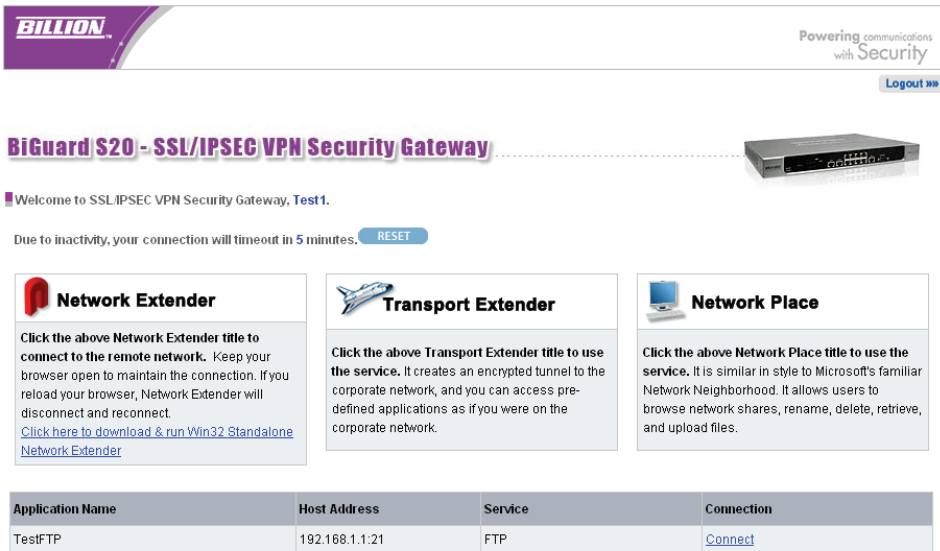 BILLION™
Powering communications
with Security
Logout »»
BiGuard S20 - SSL/IPSEC VPN Security Gateway
Welcome to SSL/IPSEC VPN Security Gateway, Test1.
Due to inactivity, your connection will timeout in 5 minutes. RESET
Network Extender
Click the above Network Extender title to
connect to the remote network. Keep your
browser open to maintain the connection. If you
reload your browser, Network Extender will
disconnect and reconnect.
Click here to download & run Win32 Standalone
Network Extender
Transport Extender
Click the above Transport Extender title to use
the service. It creates an encrypted tunnel to the
corporate network, and you can access pre-
defined applications as if you were on the
corporate network.
Network Place
Click the above Network Place title to use the
service. It is similar in style to Microsoft's familiar
Network Neighborhood. It allows users to
browse network shares, rename, delete, retrieve,
and upload files.
Application Name Host Address Service Connection
TestFTP 192.168.1.1:21 FTP Connect